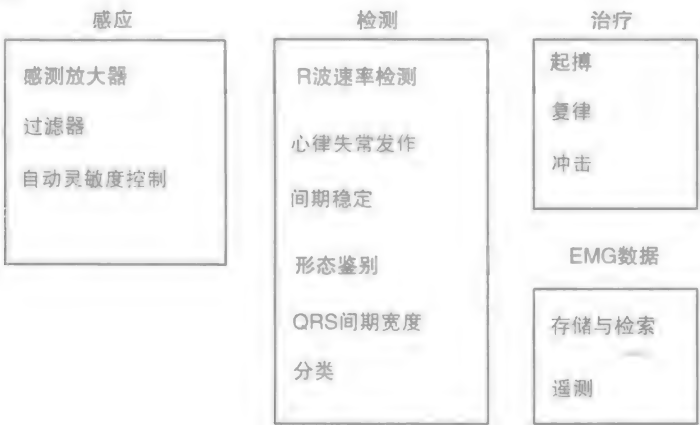 感应
感测放大器
过滤器
自动灵敏度控制
检测
R波速率检测
心律失常发作
间期稳定
形态鉴别
QRS间期宽度
分类
治疗
起搏
复律
冲击
EMG数据
存储与检索
遥测